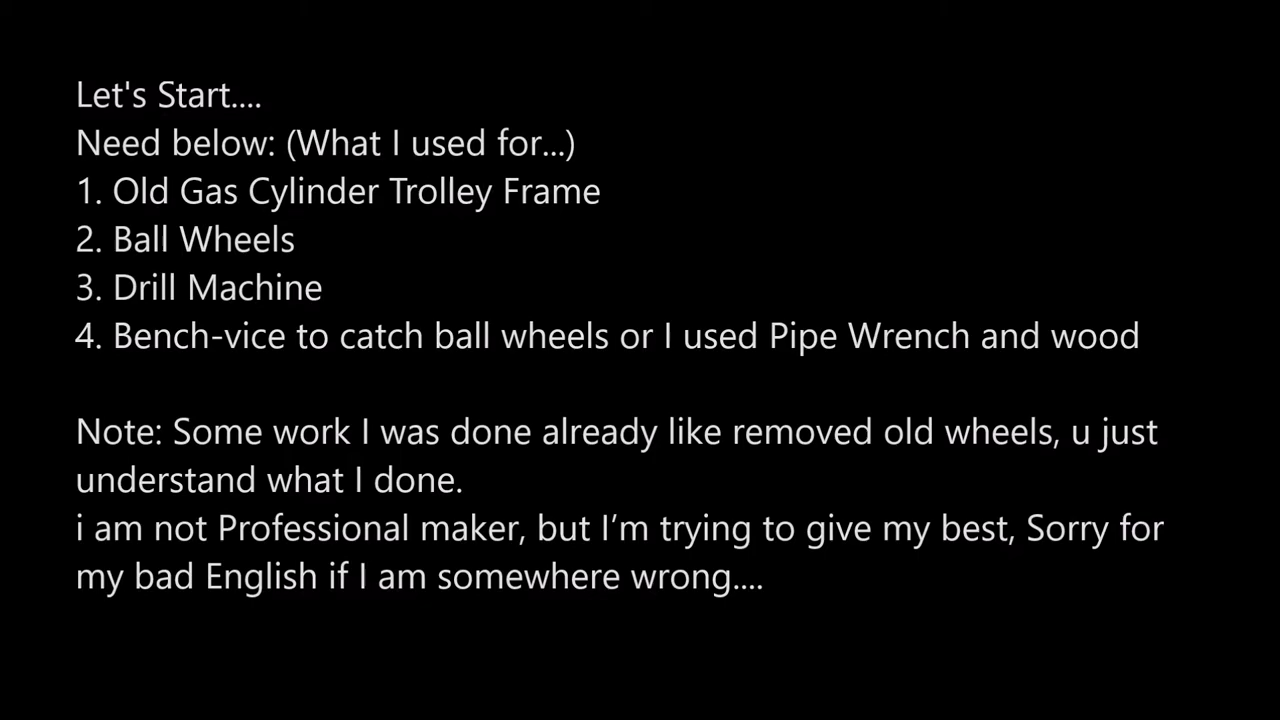 Let's Start....
Need below: (What I used for...)
1. Old Gas Cylinder Trolley Frame
2. Ball Wheels
3. Drill Machine
4. Bench-vice to catch ball wheels or I used Pipe Wrench and wood
Note: Some work I was done already like removed old wheels, u just
understand what I done.
i am not Professional maker, but I’m trying to give my best, Sorry for
my bad English if I am somewhere wrong....